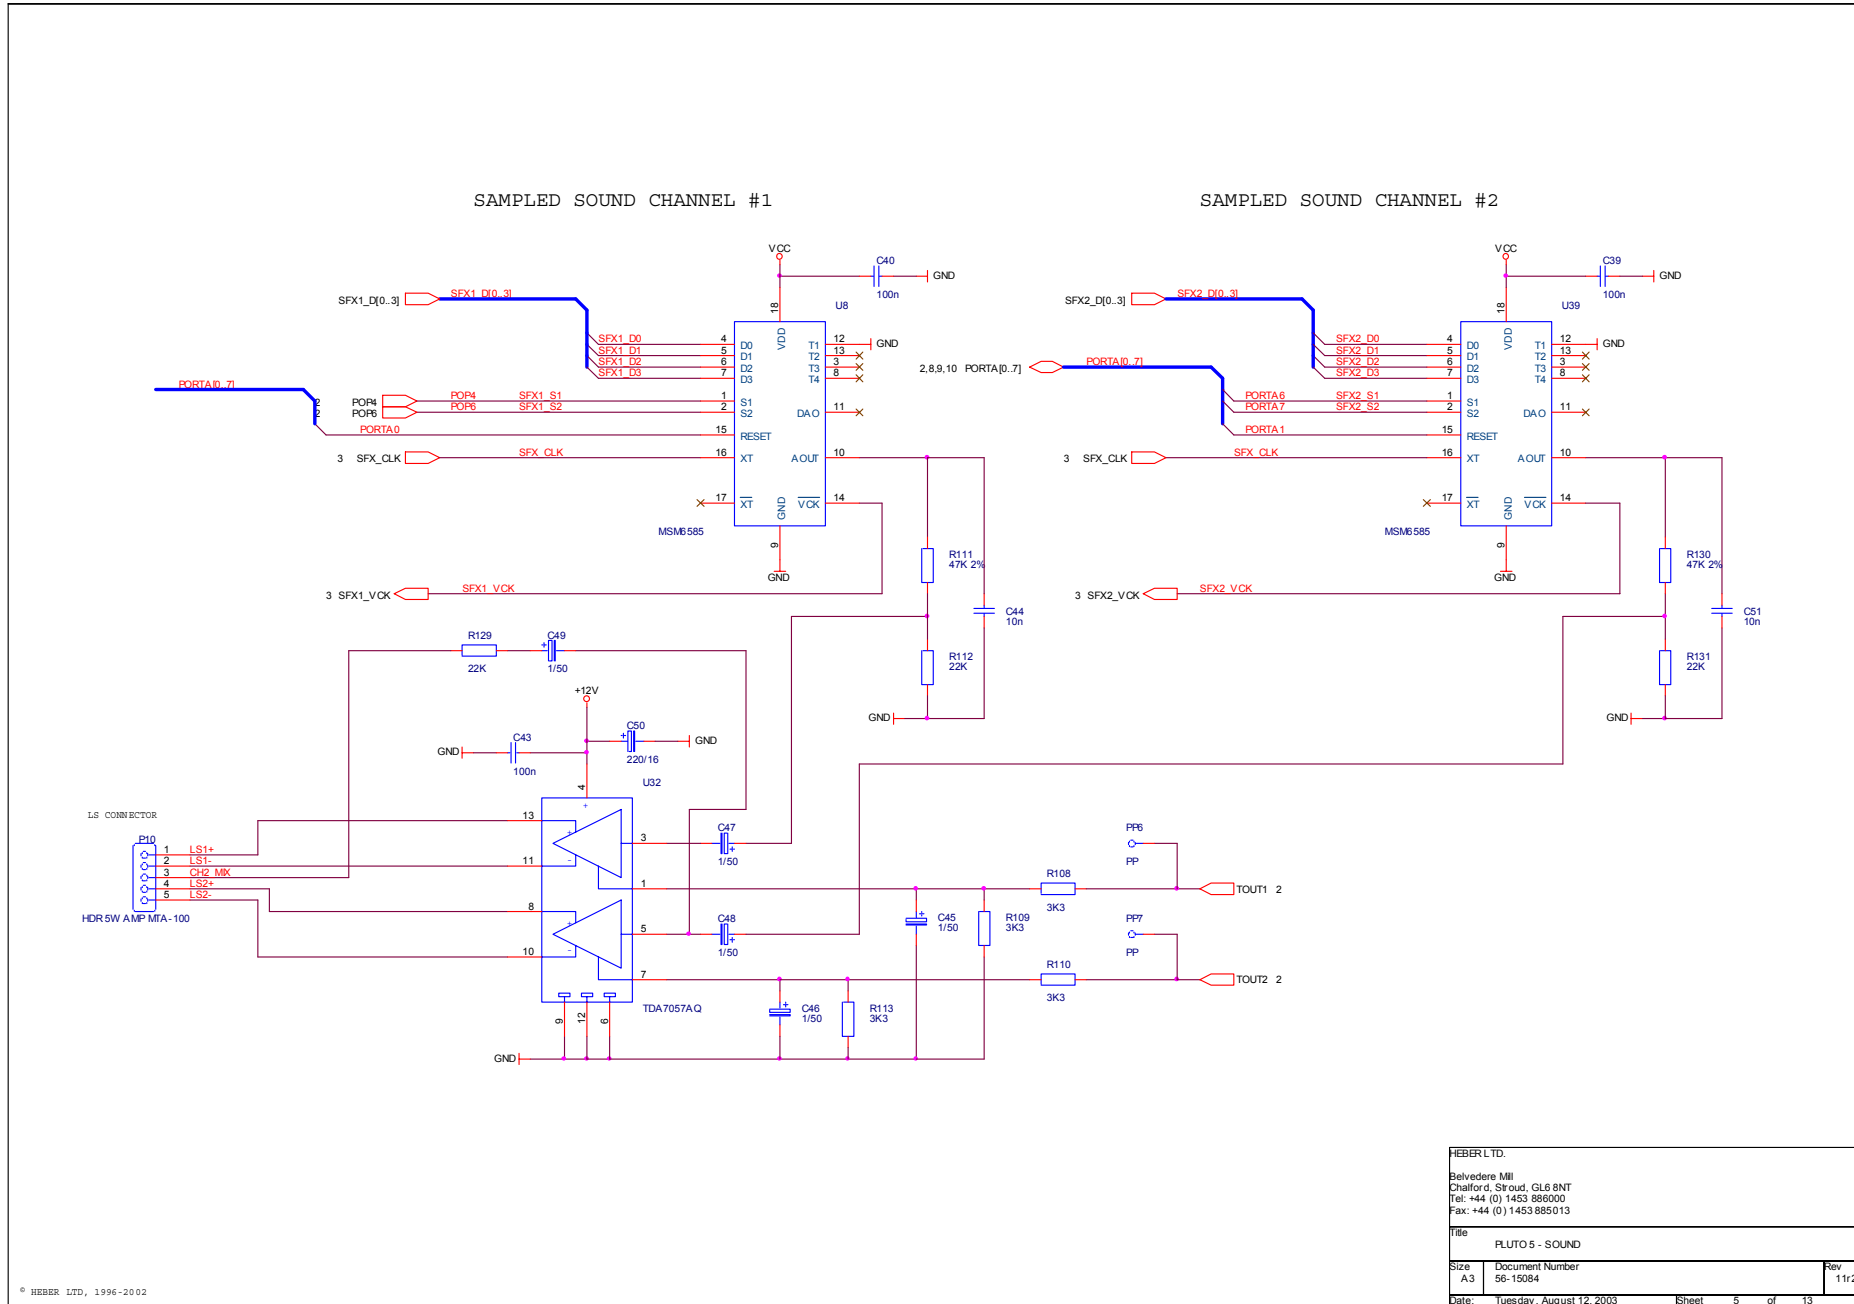 SAMPLED SOUND CHANNEL #1
SAMPLED SOUND CHANNEL #2
VCC
C40
GND
100n
U8
SFX1_D[0..3]
SFX1_D[0..3]
18
VDD
SFX1_D0
SFX1_D1
SFX1_D2
SFX1_D3
4
5
6
7
D0
D1
D2
D3
T1
T2
T3
T4
12
13
3
8
GND
PORTA[0..7]
2
2
POP4
POP6
POP4
POP6
SFX1_S1
SFX1_S2
1
2
S1
S2
DAO
11
PORTA0
15
RESET
3 SFX_CLK
SFX_CLK
16
XT
AOUT
10
17
XT
GND
VCK
14
MSM6585
9
GND
R111
47K 2%
3 SFX1_VCK
SFX1_VCK
C44
10n
R112
22K
GND
VCC
C39
GND
100n
U39
SFX2_D[0..3]
SFX2_D[0..3]
18
VDD
SFX2_D0
SFX2_D1
SFX2_D2
SFX2_D3
4
5
6
7
D0
D1
D2
D3
T1
T2
T3
T4
12
13
3
8
GND
2,8,9,10 PORTA[0..7]
PORTA[0..7]
PORTA6
PORTA7
SFX2_S1
SFX2_S2
1
2
S1
S2
DAO
11
PORTA1
15
RESET
3 SFX_CLK
SFX_CLK
16
XT
AOUT
10
17
XT
GND
VCK
14
MSM6585
9
GND
R130
47K 2%
3 SFX2_VCK
SFX2_VCK
C51
10n
R131
22K
GND
R129
22K
C49
+
1/50
+12V
C50
+
GND
220/16
C43
GND
100n
U32
4
+
LS CONNECTOR
P10
1 LS1+
2 LS1-
3 CH2_MIX
4 LS2+
5 LS2-
HDR 5W AMP MTA-100
13
11
8
10
+
-
+
-
3
1
5
7
C47
+
1/50
C48
+
1/50
TDA7057AQ
9
12
6
GND
C46
+
1/50
R113
3K3
C45
+
1/50
R109
3K3
R108
3K3
R110
3K3
PP6
PP
TOUT1 2
PP7
PP
TOUT2 2
HEBER LTD.
Belvedere Mill
Chalford, Stroud, GL6 8NT
Tel: +44 (0) 1453 886000
Fax: +44 (0) 1453 885013
Title
PLUTO 5 - SOUND
Size
A3
Document Number
56-15084
Rev
11r2
Date: Tuesday, August 12, 2003 Sheet 5 of 13
© HEBER LTD, 1996-2002